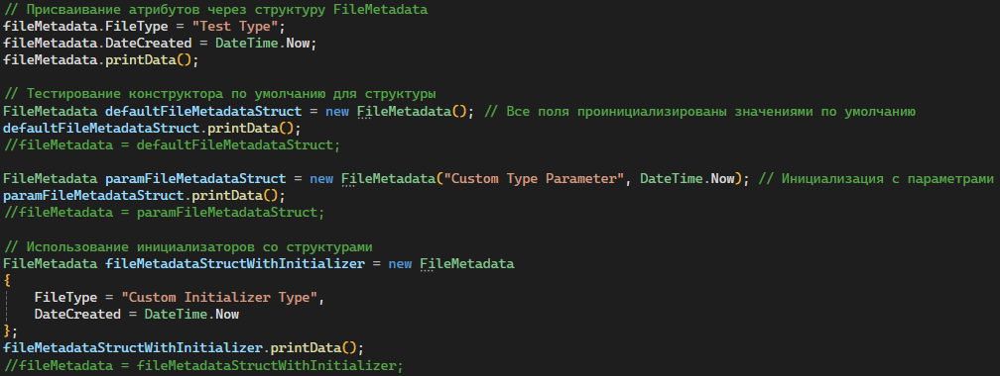 // Присваивание атрибутов через структуру FileMetadata
fileMetadata.FileType = "Test Type";
fileMetadata.DateCreated = DateTime.Now;
fileMetadata.printData();

// Тестирование конструктора по умолчанию для структуры
FileMetadata defaultFileMetadataStruct = new FileMetadata(); // Все поля проинициализированы значениями по умолчанию
defaultFileMetadataStruct.printData();
//fileMetadata = defaultFileMetadataStruct;

FileMetadata paramFileMetadataStruct = new FileMetadata("Custom Type Parameter", DateTime.Now); // Инициализация с параметрами
paramFileMetadataStruct.printData();
//fileMetadata = paramFileMetadataStruct;

// Использование инициализаторов со структурами
FileMetadata fileMetadataStructWithInitializer = new FileMetadata
{
    FileType = "Custom Initializer Type",
    DateCreated = DateTime.Now
};
fileMetadataStructWithInitializer.printData();
//fileMetadata = fileMetadataStructWithInitializer;